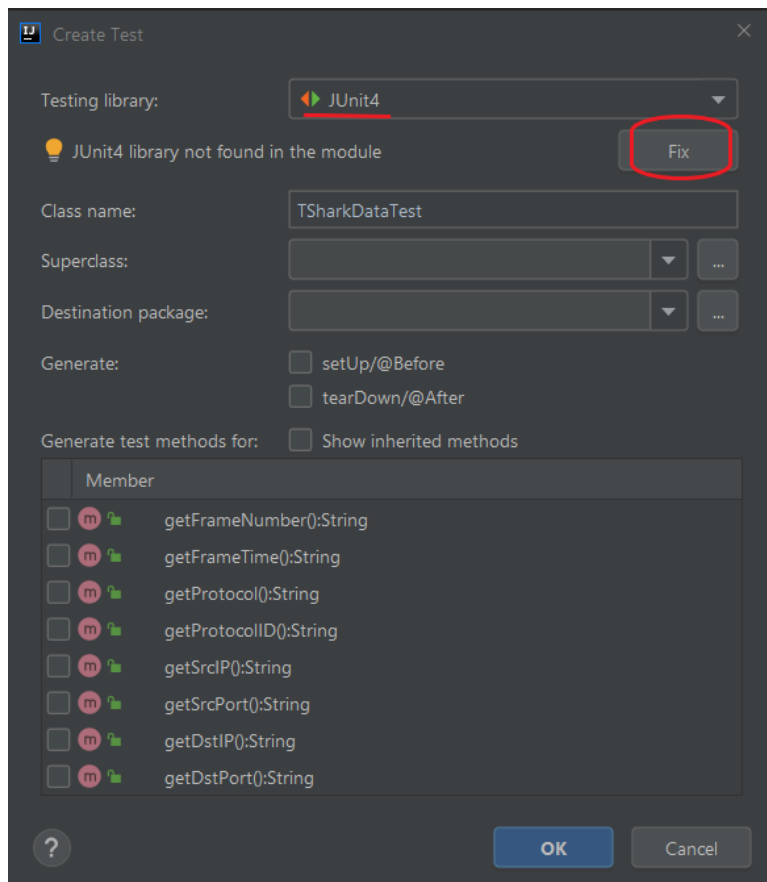 IJ
Create Test
Testing library:
JUnit4
JUnit4 library not found in the module
Fix
Class name:
TSharkDataTest
Superclass:
...
Destination package:
...
Generate:
setUp/@Before
tearDown/@After
Generate test methods for:
Show inherited methods
Member
m
getFrameNumber():String
m
getFrameTime():String
m
getProtocol():String
m
getProtocolID():String
m
getSrcIP():String
m
getSrcPort():String
m
getDstIP():String
m
getDstPort():String
?
OK
Cancel